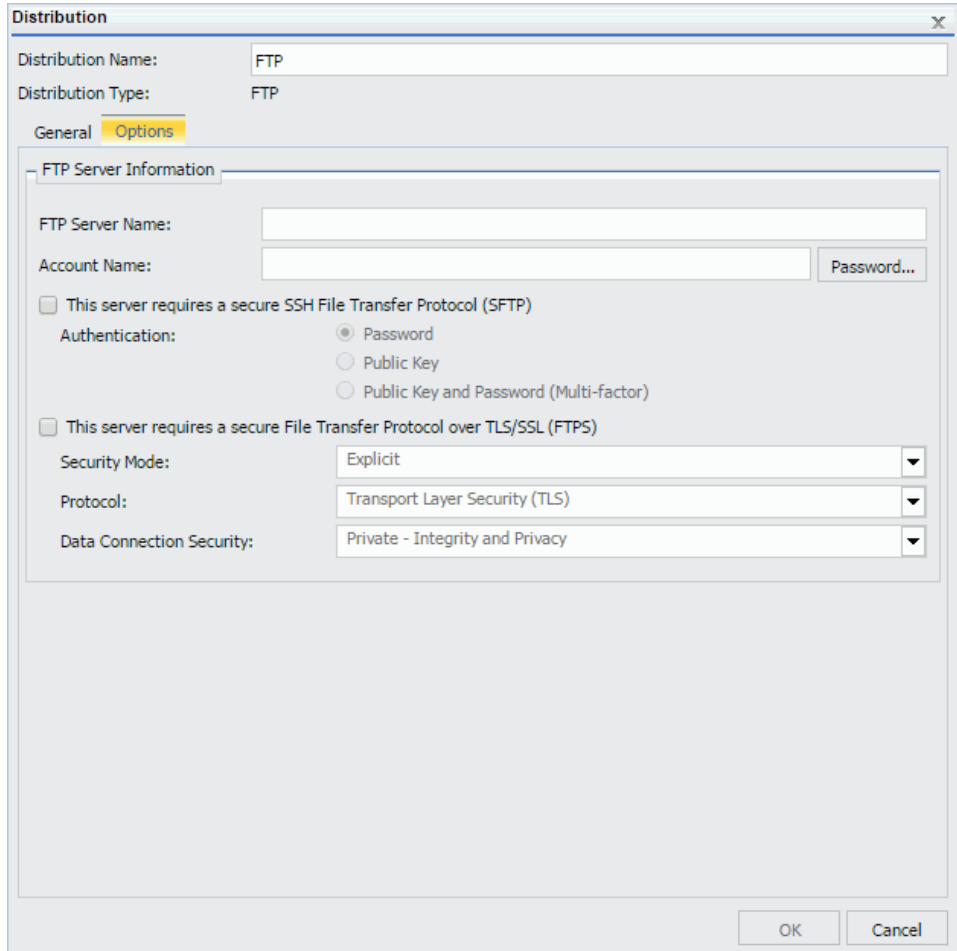 Distribution
x
Distribution Name: FTP
Distribution Type: FTP
General Options
FTP Server Information
FTP Server Name:
Account Name: Password...
This server requires a secure SSH File Transfer Protocol (SFTP)
Authentication: Password
Public Key
Public Key and Password (Multi-factor)
This server requires a secure File Transfer Protocol over TLS/SSL (FTPS)
Security Mode: Explicit
Protocol: Transport Layer Security (TLS)
Data Connection Security: Private - Integrity and Privacy
OK Cancel